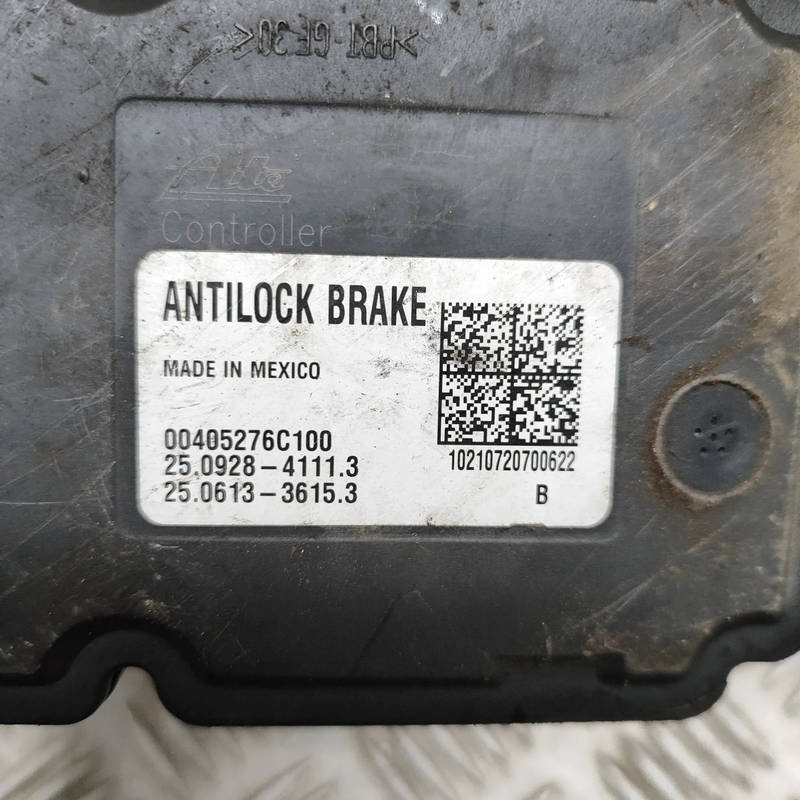 >PBT-GF30<
Ate
Controller
ANTILOCK BRAKE
MADE IN MEXICO
00405276C100
25.0928-4111.3
25.0613-3615.3
10210720700622
B